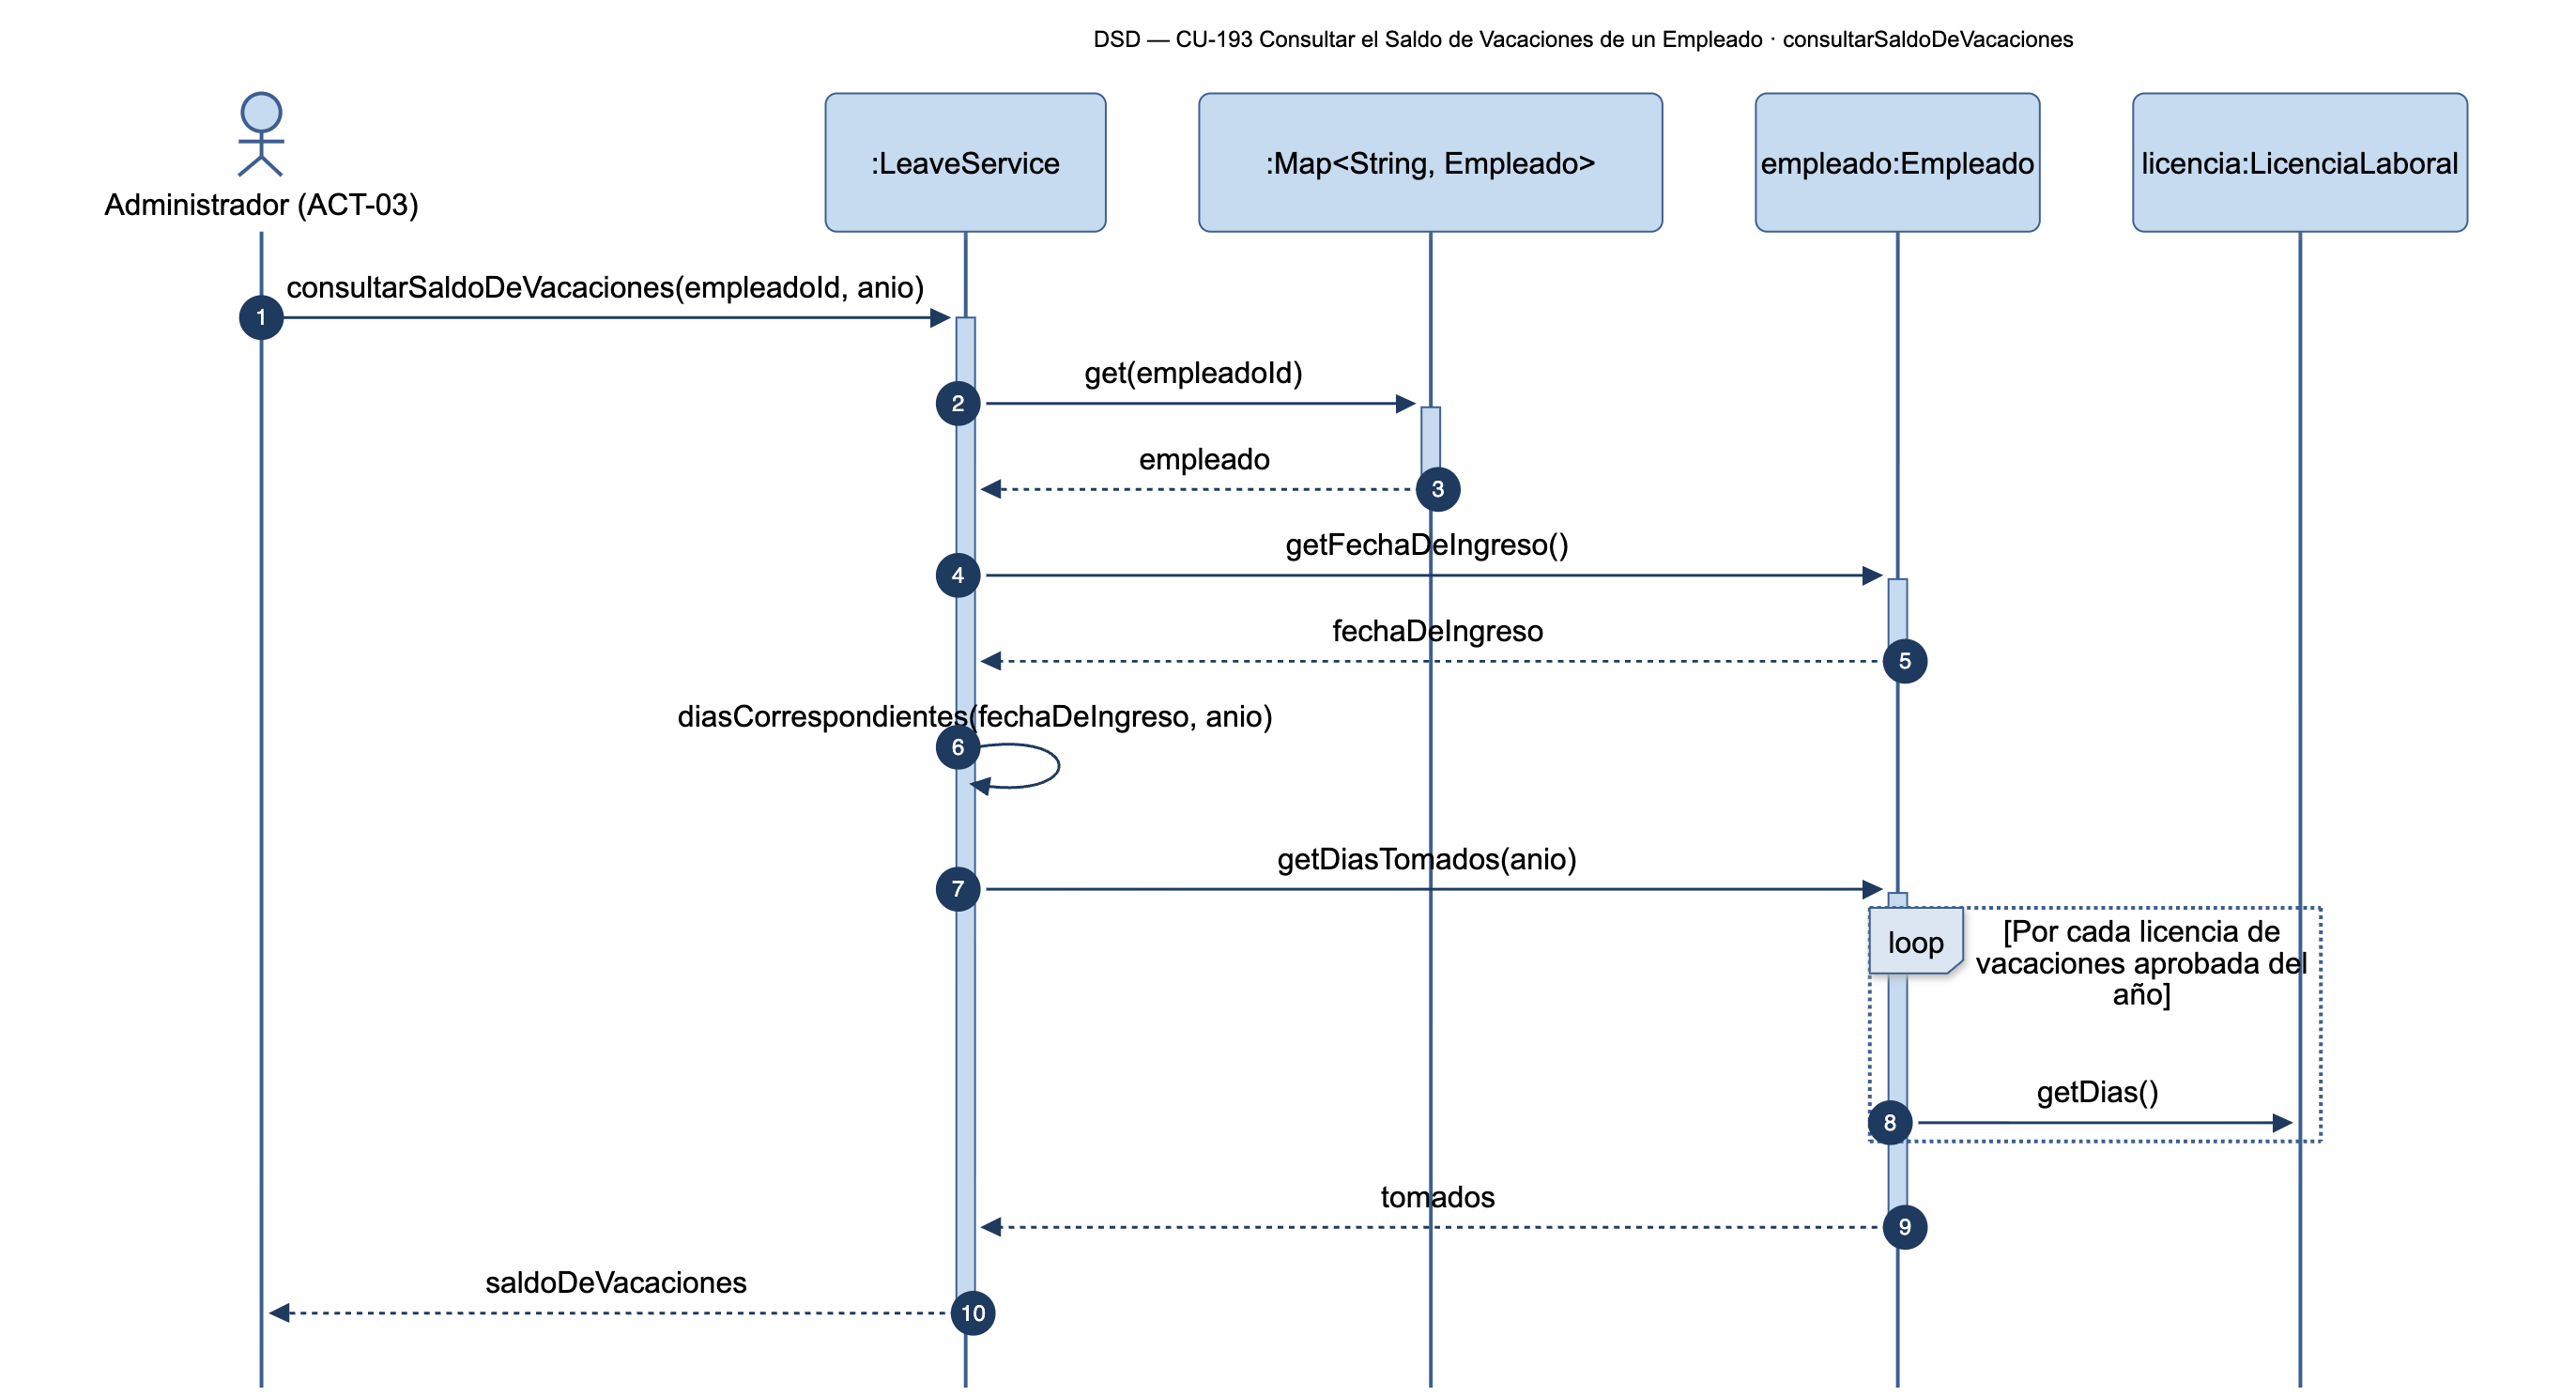 DSD — CU-193 Consultar el Saldo de Vacaciones de un Empleado · consultarSaldoDeVacaciones
Administrador (ACT-03)
:LeaveService
:Map<String, Empleado>
empleado:Empleado
licencia:LicenciaLaboral
consultarSaldoDeVacaciones(empleadoId, anio)
1
get(empleadoId)
2
empleado
3
getFechaDeIngreso()
4
fechaDeIngreso
5
diasCorrespondientes(fechaDeIngreso, anio)
6
getDiasTomados(anio)
7
loop
[Por cada licencia de
vacaciones aprobada del
año]
getDias()
8
tomados
9
saldoDeVacaciones
10